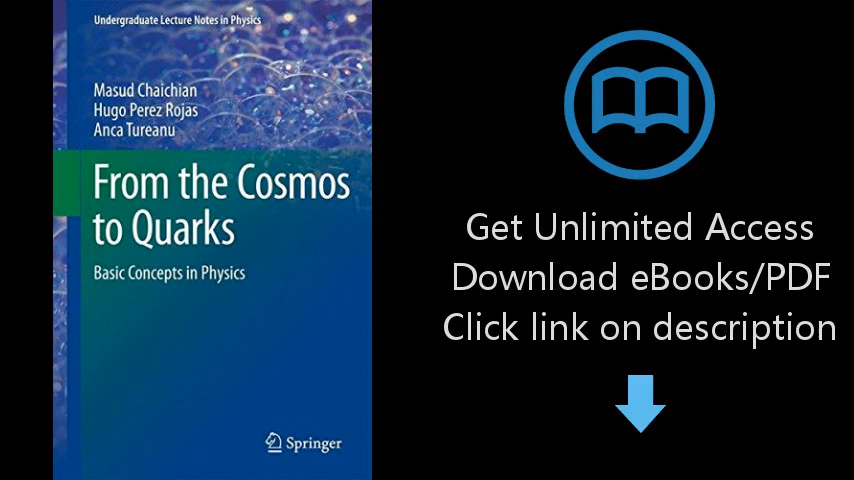 Undergraduate Lecture Notes in Physics
Masud Chaichian
Hugo Perez Rojas
Anca Tureanu
From the Cosmos
to Quarks
Basic Concepts in Physics
Springer
Get Unlimited Access
Download eBooks/PDF
Click link on description